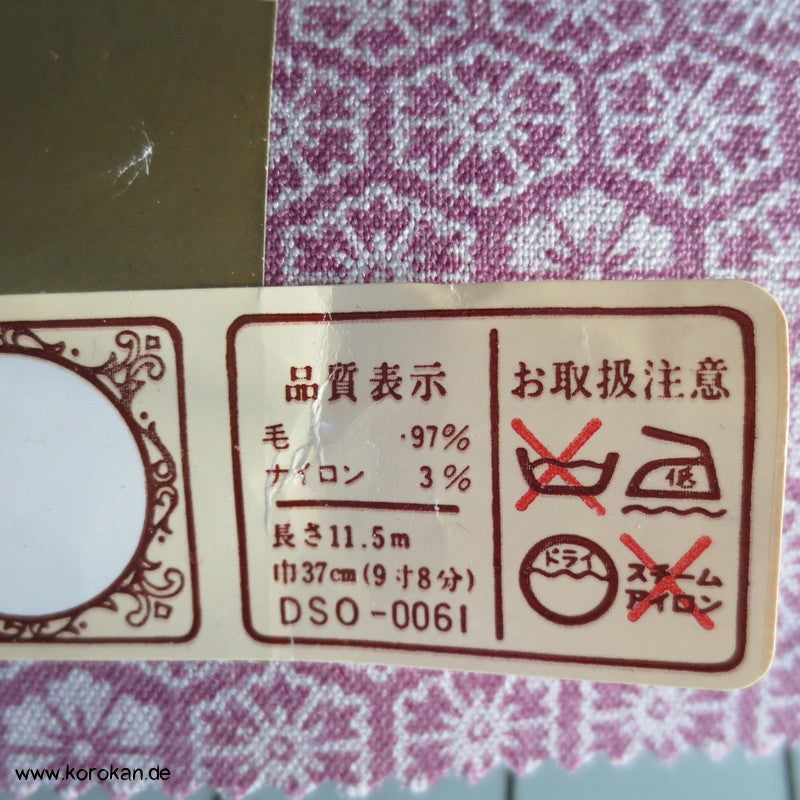 品質表示
毛 97%
ナイロン 3%
長さ11.5m
巾37cm(9寸8分)
DSO-0061
お取扱注意
低
ドライ
スチーム
アイロン
www.korokan.de